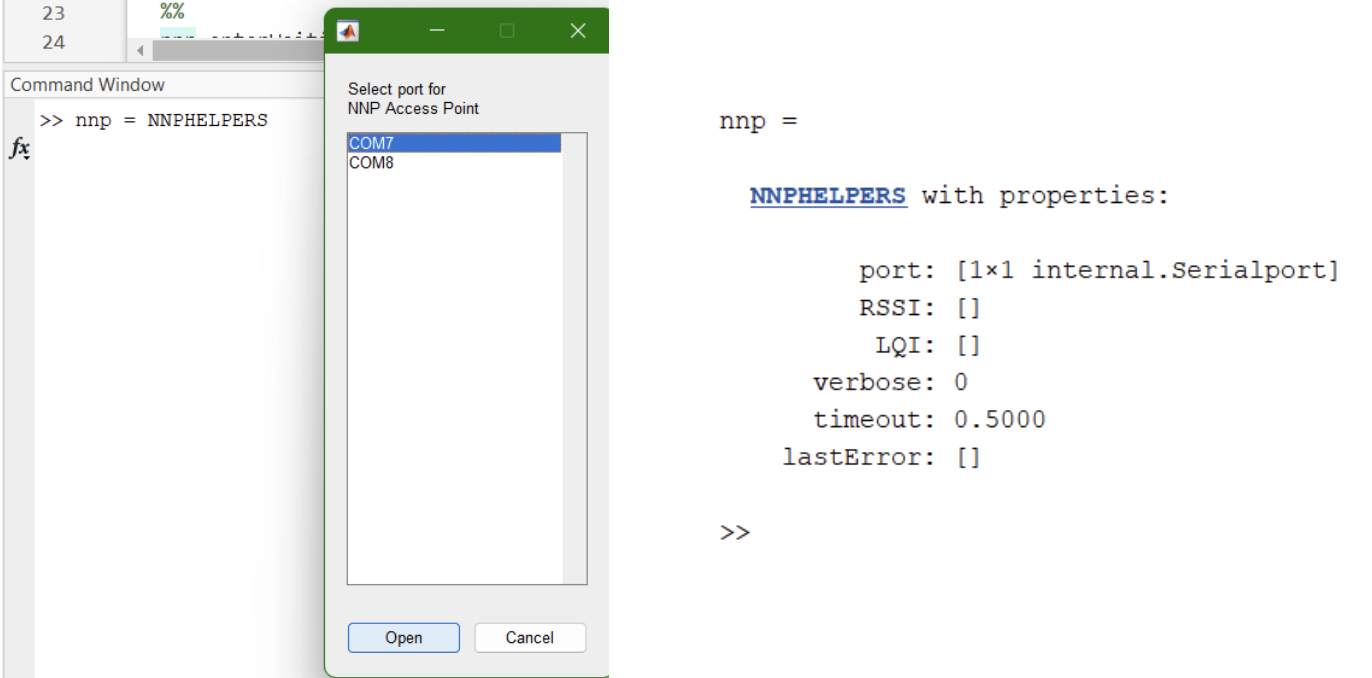 23
%%
24
Command Window
>> nnp = NNPHELPERS
fx
Select port for
NNP Access Point
COM7
COM8
Open
Cancel
nnp =
NNPHELPERS with properties:
port: [1×1 internal.Serialport]
RSSI: []
LQI: []
verbose: 0
timeout: 0.5000
lastError: []
>>